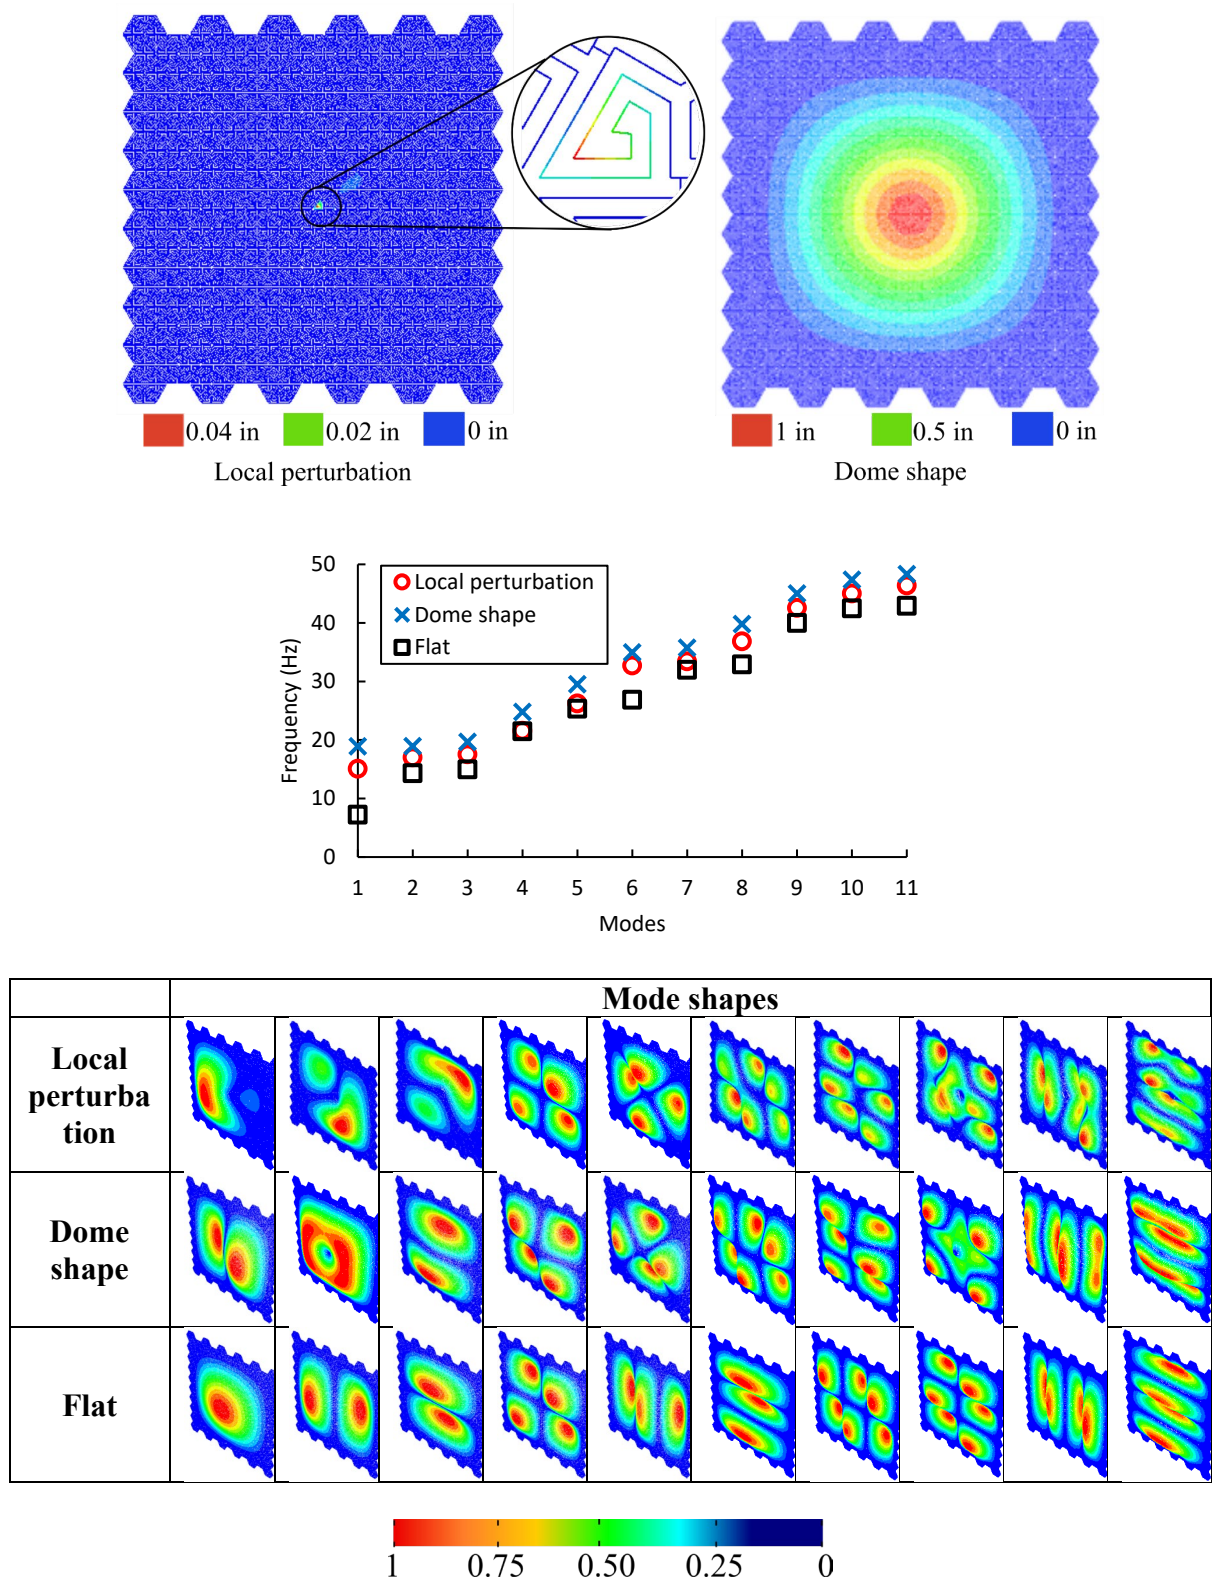 0.04 in 0.02 in 0 in
Local perturbation
1 in 0.5 in 0 in
Dome shape
50
40
30
20
10
0
Frequency (Hz)
Local perturbation
Dome shape
Flat
1 2 3 4 5 6 7 8 9 10 11
Modes
Mode shapes
Local
perturba
tion
Dome
shape
Flat
1 0.75 0.50 0.25 0